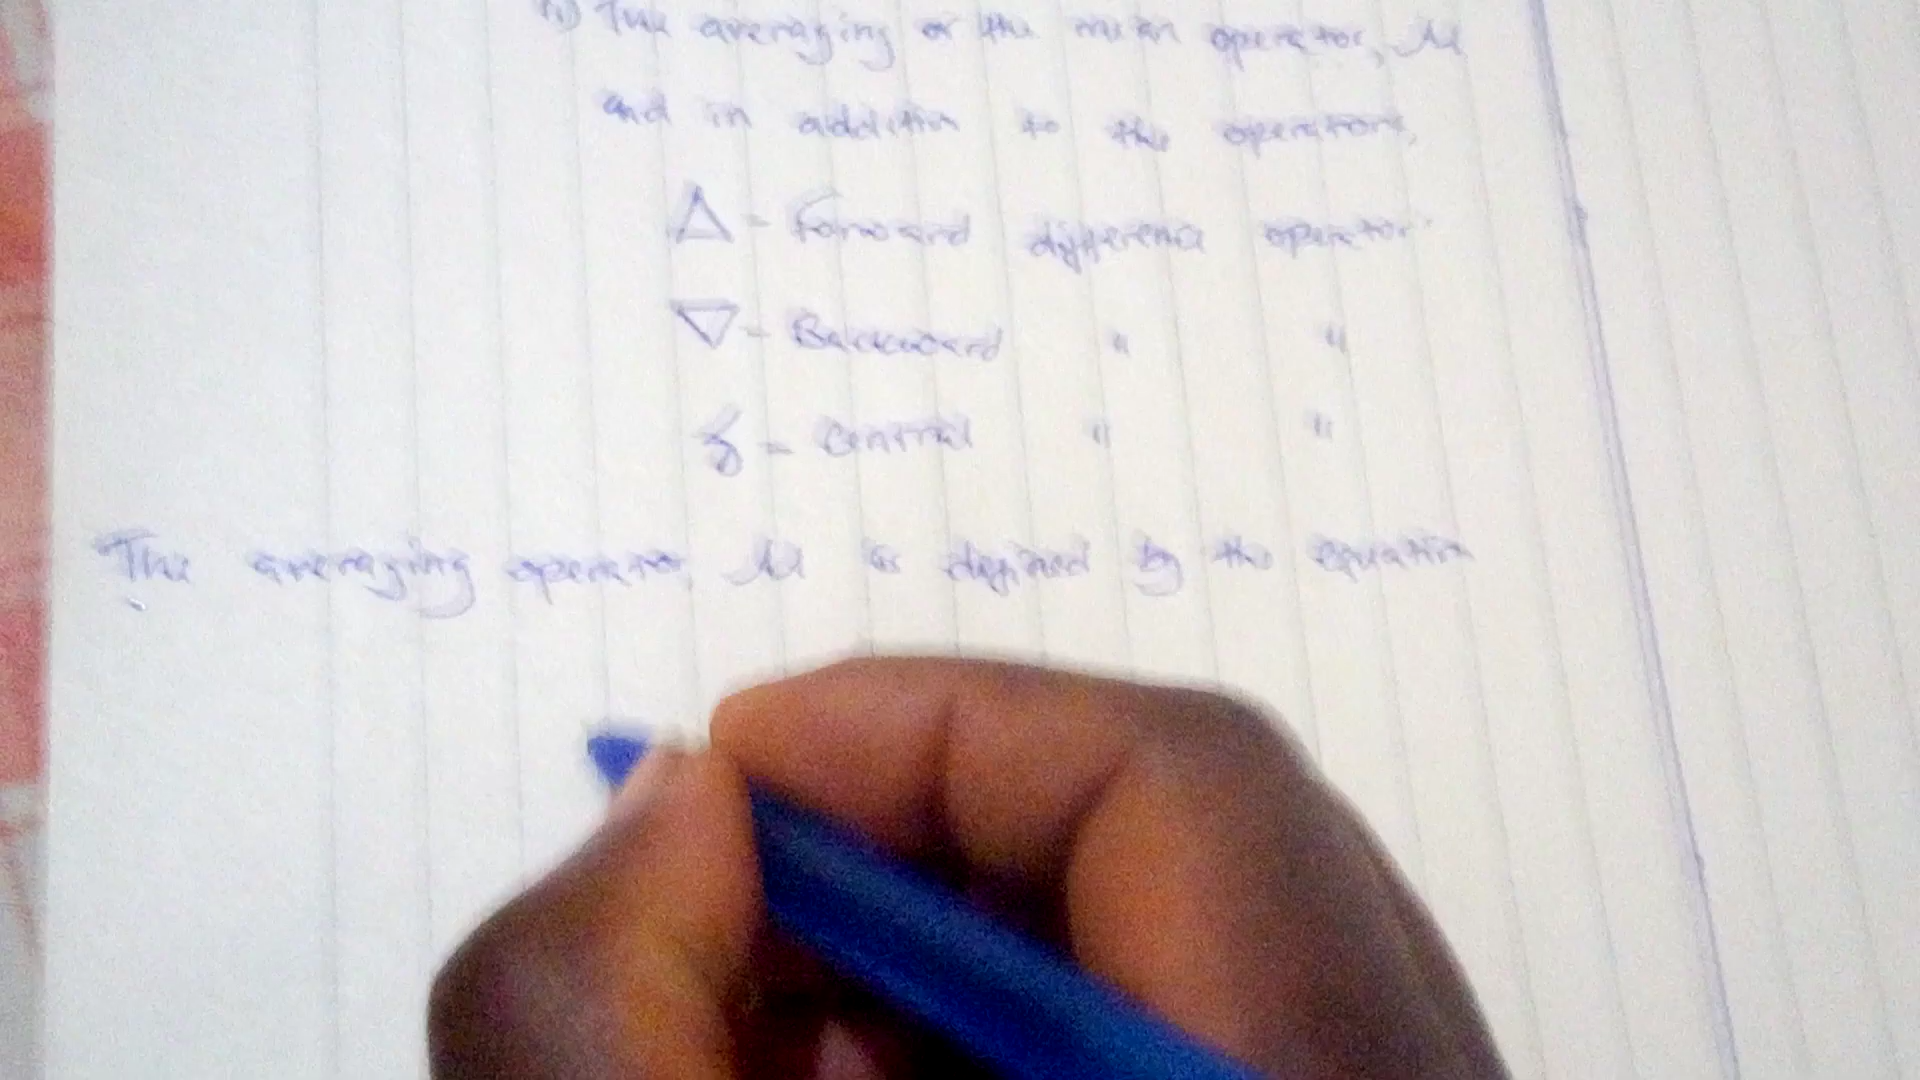 ii) The averaging or the mean operator, μ
and in addition to the operators,
Δ = Forward difference operator
∇ = Backward " "
δ = Central " "
The averaging operator, μ is defined by the equation